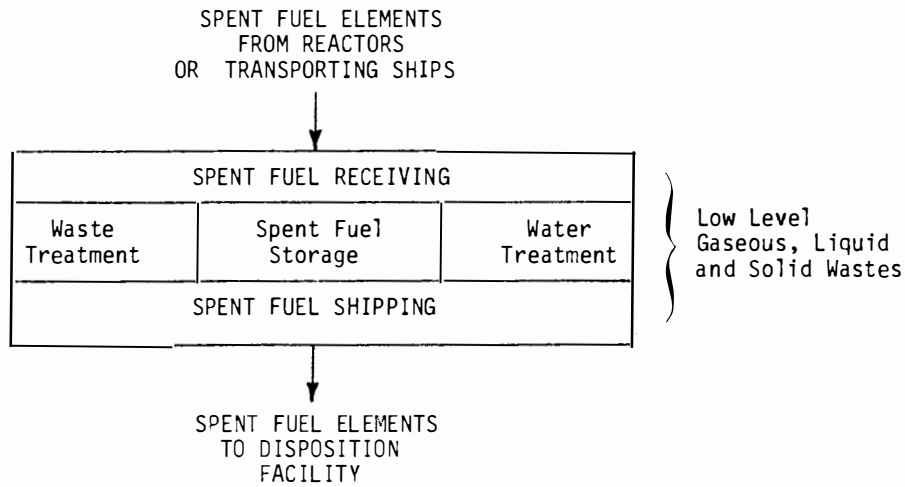 SPENT FUEL ELEMENTS
FROM REACTORS
OR TRANSPORTING SHIPS
SPENT FUEL RECEIVING
Waste
Treatment
Spent Fuel
Storage
Water
Treatment
SPENT FUEL SHIPPING
Low Level
Gaseous, Liquid
and Solid Wastes
SPENT FUEL ELEMENTS
TO DISPOSITION
FACILITY